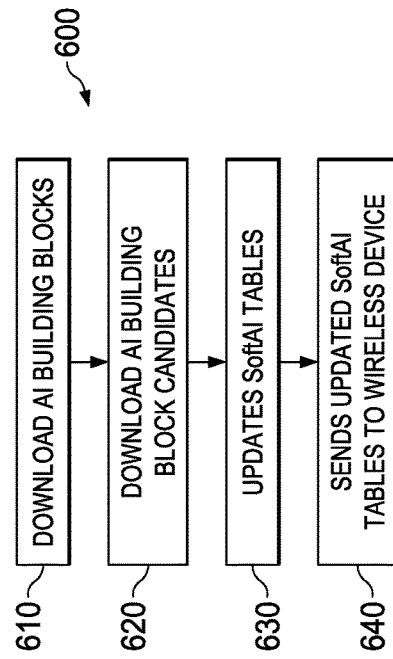 600
610
DOWNLOAD AI BUILDING BLOCKS
620
DOWNLOAD AI BUILDING
BLOCK CANDIDATES
630
UPDATES SoftAI TABLES
640
SENDS UPDATED SoftAI
TABLES TO WIRELESS DEVICE